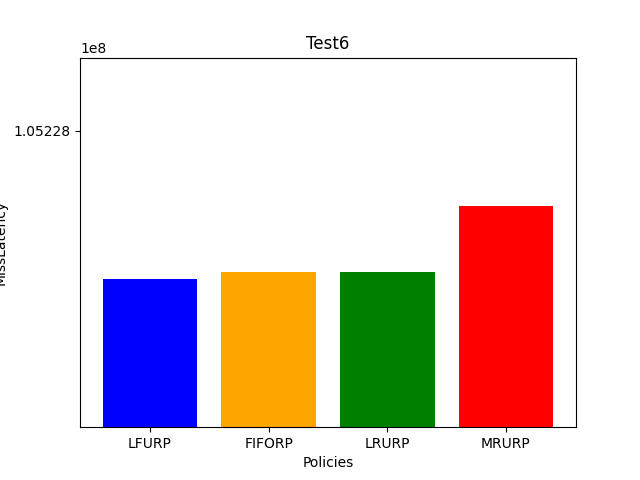 Test6
1e8
1.05228
MissLatency
LFURP FIFORP LRURP MRURP
Policies